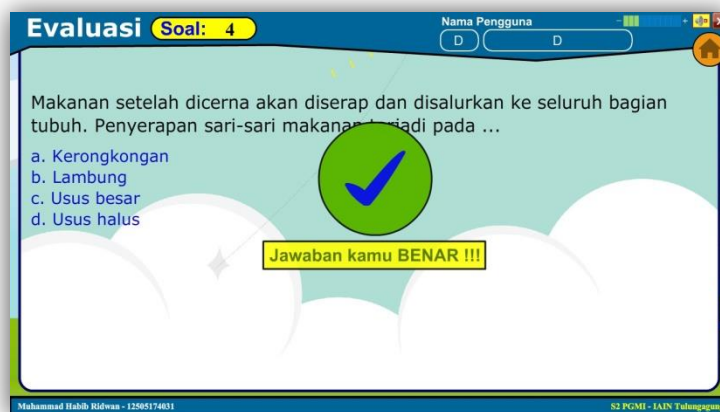 Evaluasi Soal: 4
Nama Pengguna
D D
Makanan setelah dicerna akan diserap dan disalurkan ke seluruh bagian
tubuh. Penyerapan sari-sari makanan terjadi pada ...
a. Kerongkongan
b. Lambung
c. Usus besar
d. Usus halus
Jawaban kamu BENAR !!!
Muhammad Habib Ridwan - 12505174031
S2 PGMI - IAIN Tulungagung